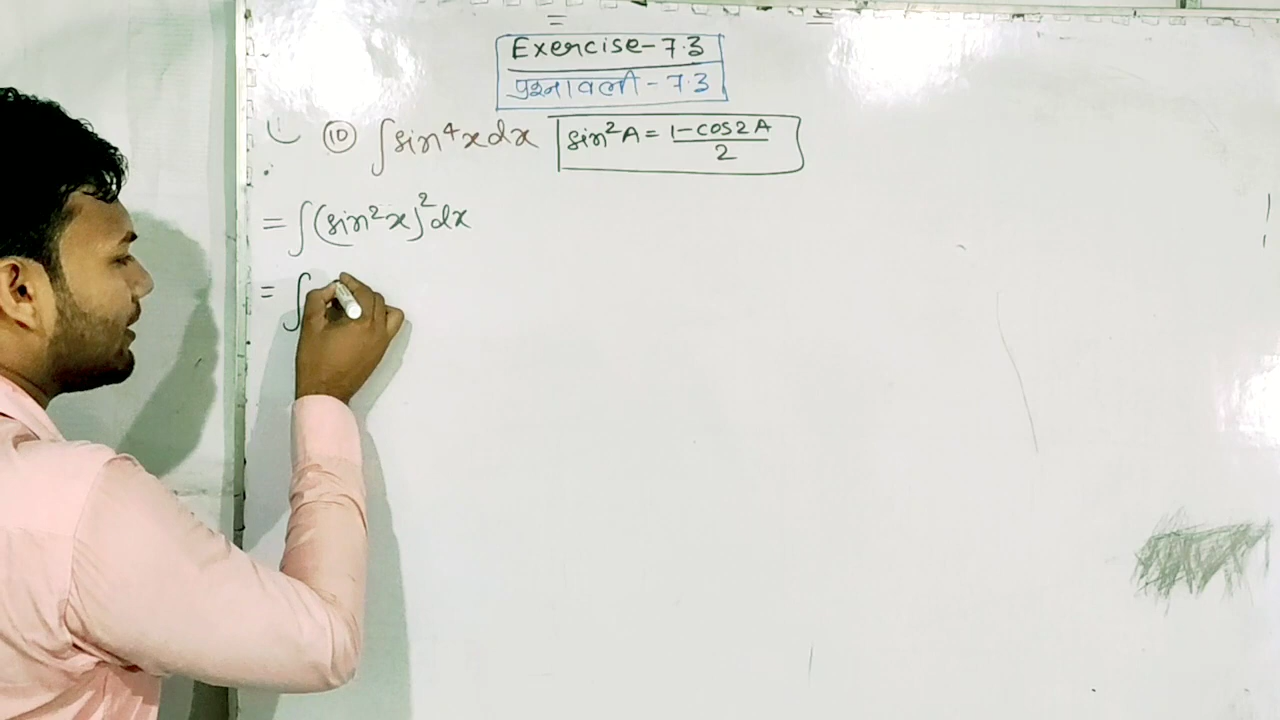 Exercise-7.3
प्रश्नावली-7.3
(10) ∫sin⁴x dx sin²A = (1-cos2A)/2
= ∫(sin²x)² dx
= ∫